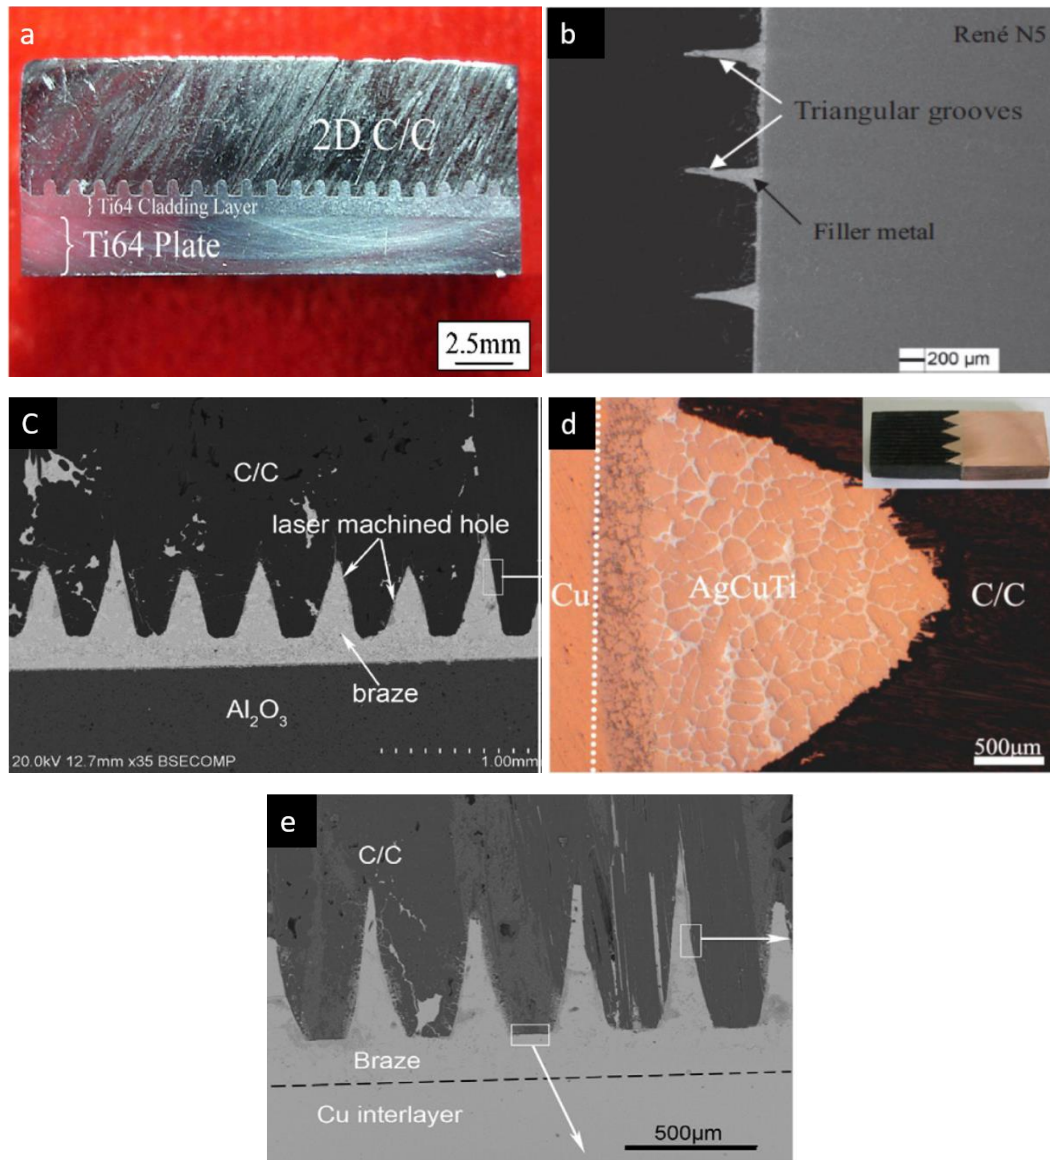 a
2D C/C
Ti64 Cladding Layer
Ti64 Plate
2.5mm
b
René N5
Triangular grooves
Filler metal
200 µm
C
C/C
laser machined hole
braze
Al₂O₃
20.0kV 12.7mm x35 BSECOMP
1.00mm
d
Cu
AgCuTi
C/C
500µm
e
C/C
Braze
Cu interlayer
500µm